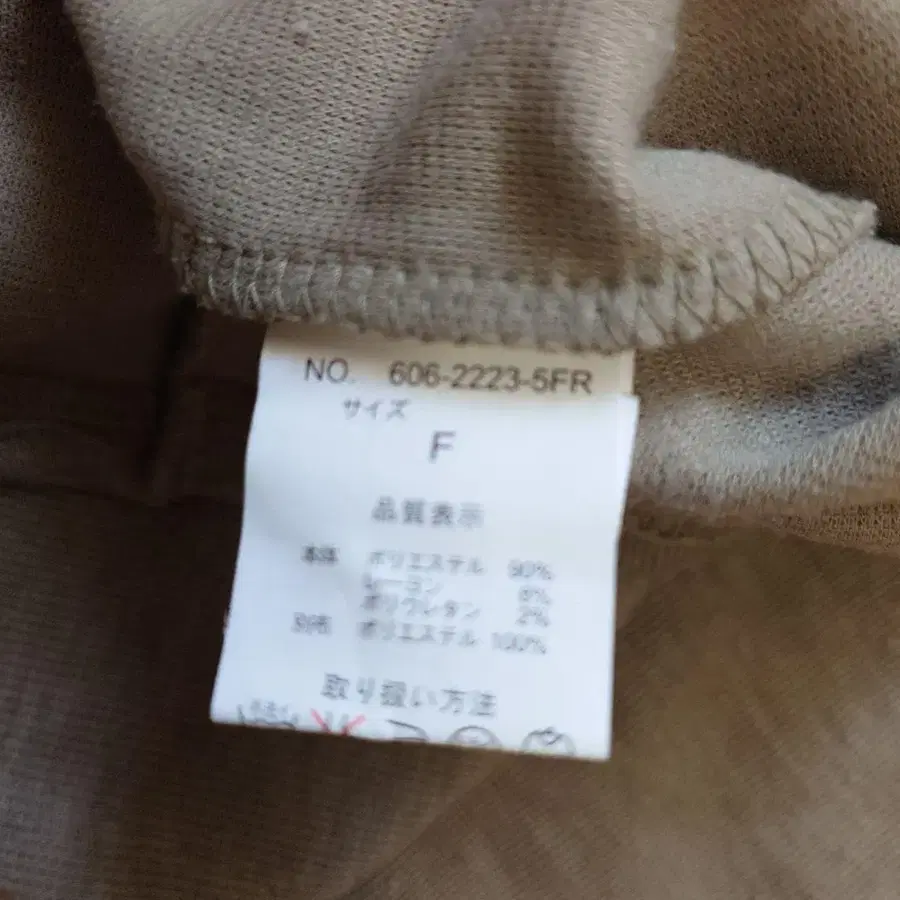 NO. 606-2223-5FR
サイズ
F
品質表示
本体 ポリエステル 90%
レーヨン 8%
ポリウレタン 2%
別布 ポリエステル 100%
取り扱い方法